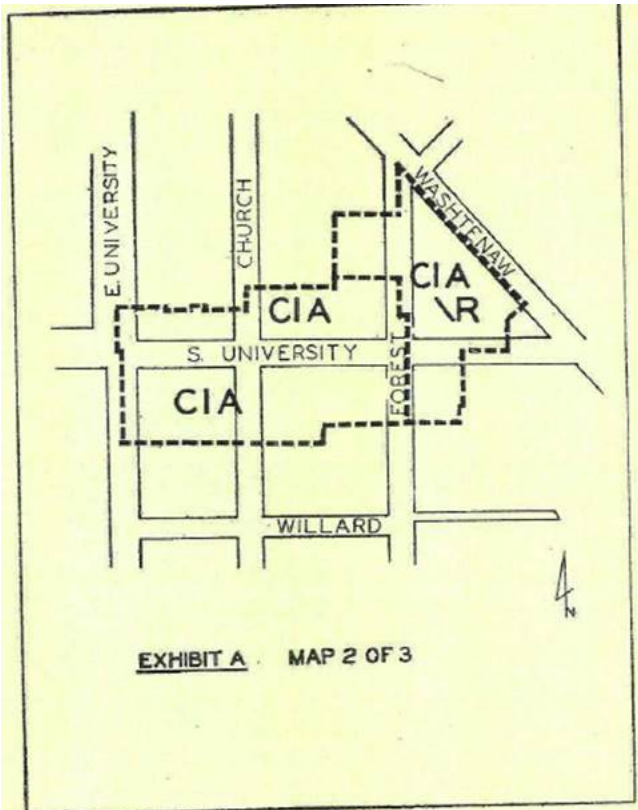 E. UNIVERSITY
CHURCH
WASHTENAW
CIA
CIA
\R
S. UNIVERSITY
FOREST
CIA
WILLARD
N
EXHIBIT A MAP 2 OF 3